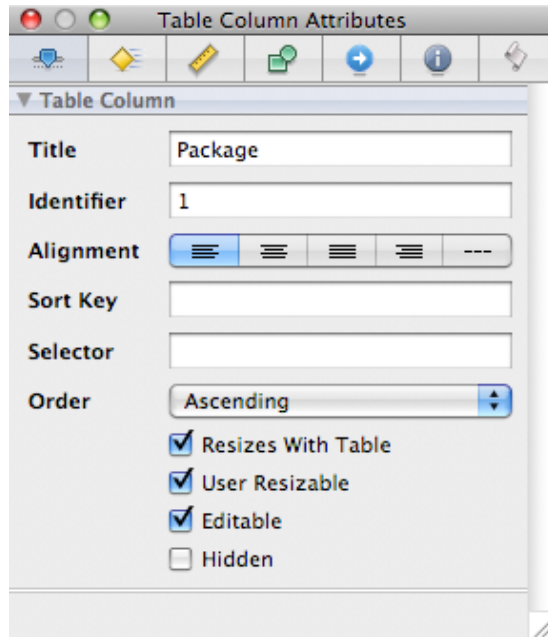 Table Column Attributes
Table Column
Title Package
Identifier 1
Alignment ---
Sort Key
Selector
Order Ascending
Resizes With Table
User Resizable
Editable
Hidden